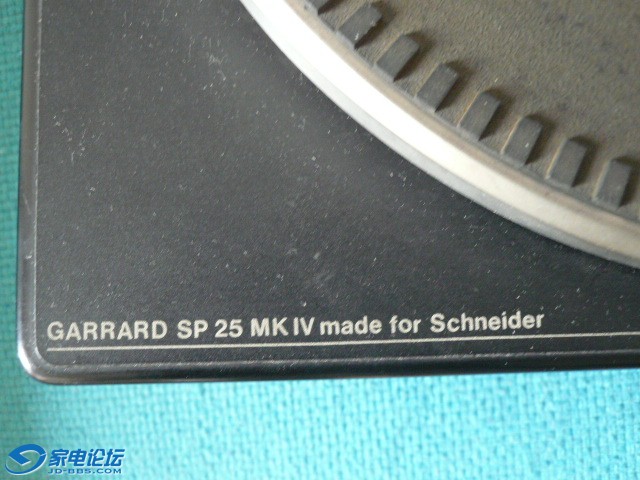 GARRARD SP 25 MK IV made for Schneider
家电论坛
JD-BBS.COM